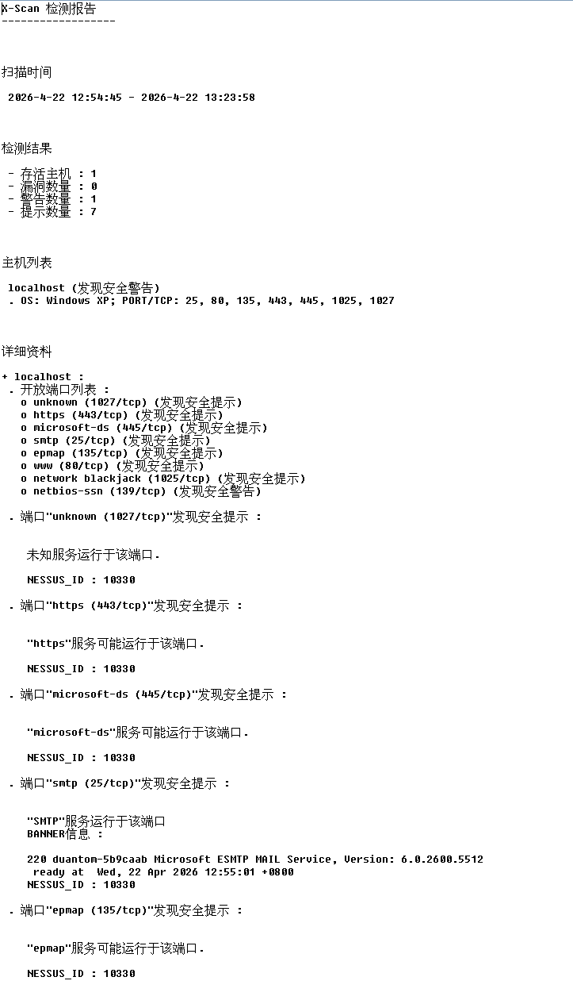 X-Scan 检测报告
------------------
扫描时间
2026-4-22 12:54:45 - 2026-4-22 13:23:58
检测结果
- 存活主机 : 1
- 漏洞数量 : 0
- 警告数量 : 1
- 提示数量 : 7
主机列表
localhost (发现安全警告)
. OS: Windows XP; PORT/TCP: 25, 80, 135, 443, 445, 1025, 1027
详细资料
+ localhost :
. 开放端口列表 :
o unknown (1027/tcp) (发现安全提示)
o https (443/tcp) (发现安全提示)
o microsoft-ds (445/tcp) (发现安全提示)
o smtp (25/tcp) (发现安全提示)
o epmap (135/tcp) (发现安全提示)
o www (80/tcp) (发现安全提示)
o network blackjack (1025/tcp) (发现安全提示)
o netbios-ssn (139/tcp) (发现安全警告)
. 端口"unknown (1027/tcp)"发现安全提示 :
未知服务运行于该端口.
NESSUS_ID : 10330
. 端口"https (443/tcp)"发现安全提示 :
"https"服务可能运行于该端口.
NESSUS_ID : 10330
. 端口"microsoft-ds (445/tcp)"发现安全提示 :
"microsoft-ds"服务可能运行于该端口.
NESSUS_ID : 10330
. 端口"smtp (25/tcp)"发现安全提示 :
"SMTP"服务运行于该端口
BANNER信息 :
220 duantom-5b9caab Microsoft ESMTP MAIL Service, Version: 6.0.2600.5512
ready at  Wed, 22 Apr 2026 12:55:01 +0800
NESSUS_ID : 10330
. 端口"epmap (135/tcp)"发现安全提示 :
"epmap"服务可能运行于该端口.
NESSUS_ID : 10330